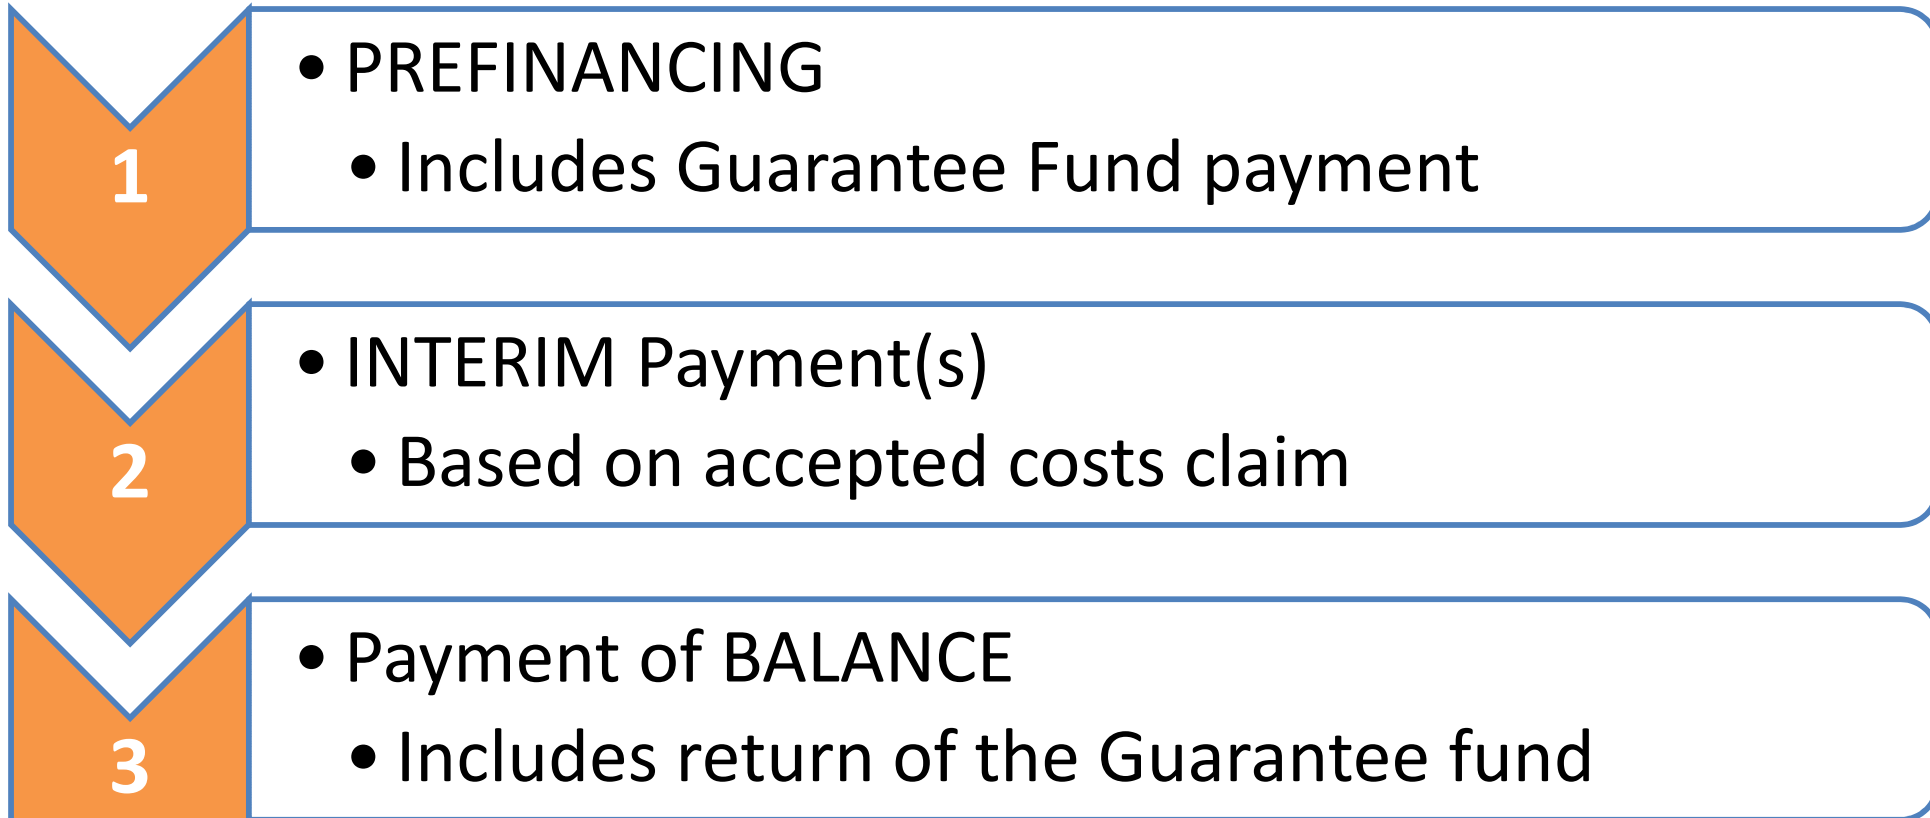 1
• PREFINANCING
• Includes Guarantee Fund payment
2
• INTERIM Payment(s)
• Based on accepted costs claim
3
• Payment of BALANCE
• Includes return of the Guarantee fund